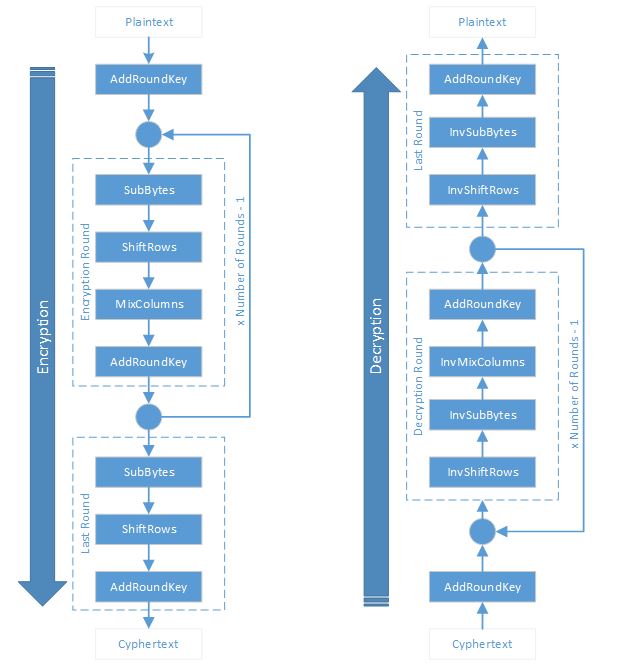 Plaintext
AddRoundKey
SubBytes
ShiftRows
MixColumns
AddRoundKey
Encryption Round
x Number of Rounds - 1
Encryption
SubBytes
ShiftRows
AddRoundKey
Last Round
Cyphertext
Plaintext
AddRoundKey
InvSubBytes
InvShiftRows
Last Round
AddRoundKey
InvMixColumns
InvSubBytes
InvShiftRows
Decryption Round
x Number of Rounds - 1
Decryption
AddRoundKey
Cyphertext